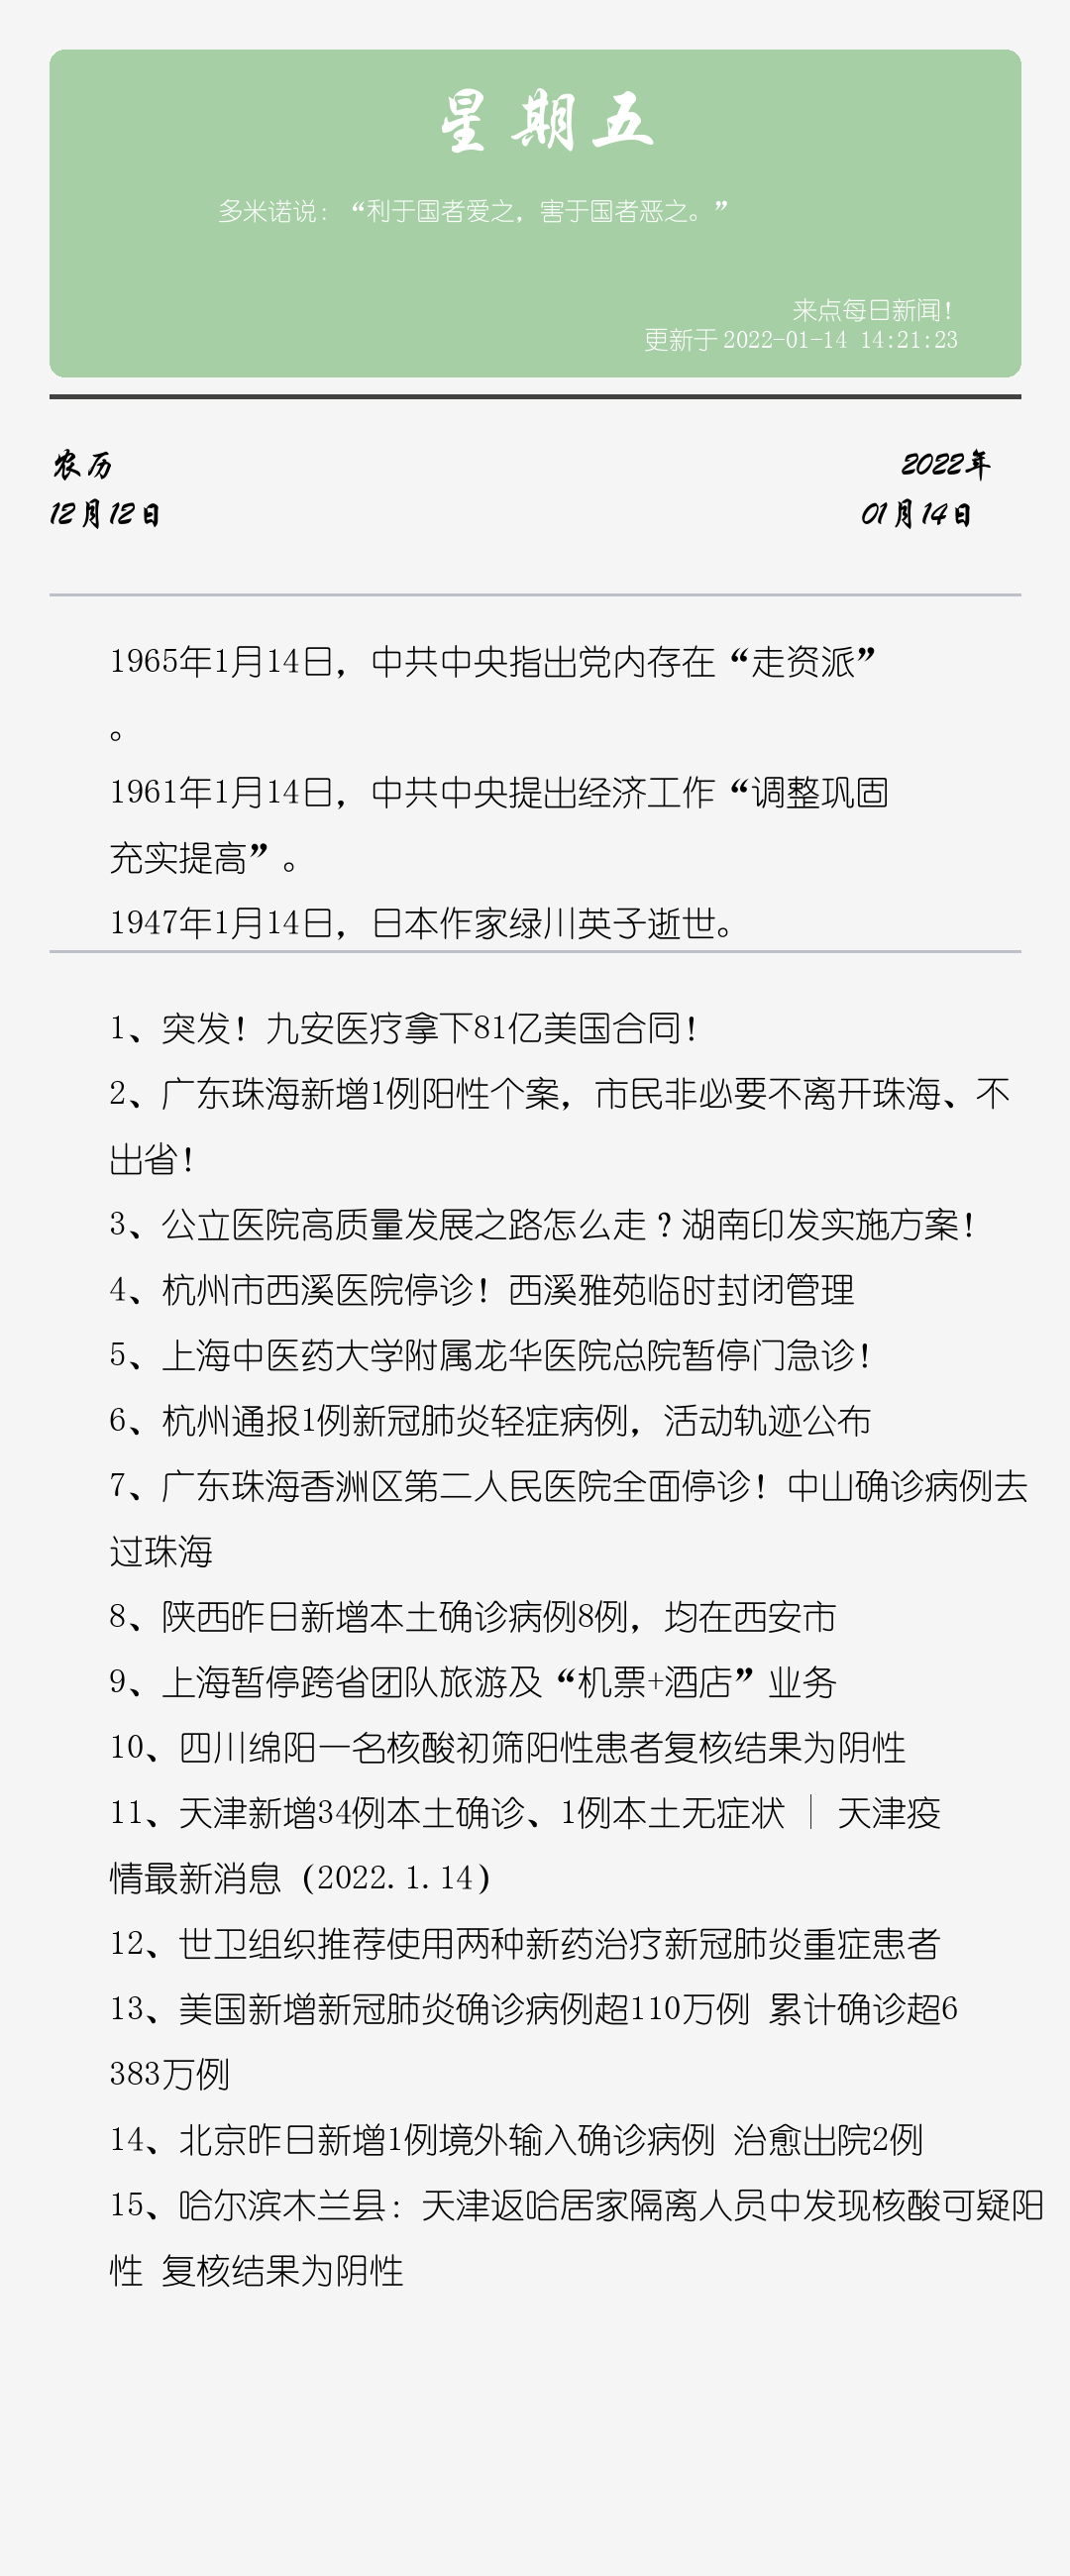 星期五
多米诺说：“利于国者爱之，害于国者恶之。”
来点每日新闻！
更新于 2022-01-14 14:21:23
农历
2022年
12月12日
01月14日
1965年1月14日，中共中央指出党内存在“走资派”
。
1961年1月14日，中共中央提出经济工作“调整巩固
充实提高”。
1947年1月14日，日本作家绿川英子逝世。
1、突发！九安医疗拿下81亿美国合同！
2、广东珠海新增1例阳性个案，市民非必要不离开珠海、不
出省！
3、公立医院高质量发展之路怎么走？湖南印发实施方案！
4、杭州市西溪医院停诊！西溪雅苑临时封闭管理
5、上海中医药大学附属龙华医院总院暂停门急诊！
6、杭州通报1例新冠肺炎轻症病例，活动轨迹公布
7、广东珠海香洲区第二人民医院全面停诊！中山确诊病例去
过珠海
8、陕西昨日新增本土确诊病例8例，均在西安市
9、上海暂停跨省团队旅游及“机票+酒店”业务
10、四川绵阳一名核酸初筛阳性患者复核结果为阴性
11、天津新增34例本土确诊、1例本土无症状 | 天津疫
情最新消息（2022.1.14）
12、世卫组织推荐使用两种新药治疗新冠肺炎重症患者
13、美国新增新冠肺炎确诊病例超110万例 累计确诊超6
383万例
14、北京昨日新增1例境外输入确诊病例 治愈出院2例
15、哈尔滨木兰县：天津返哈居家隔离人员中发现核酸可疑阳
性 复核结果为阴性